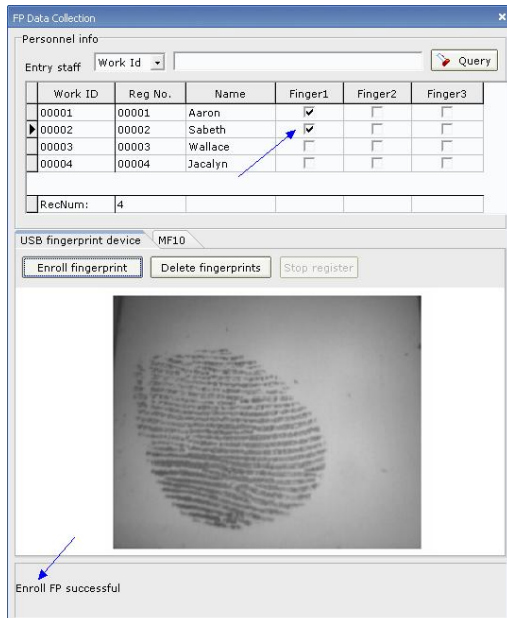 FP Data Collection
Personnel info
Entry staff Work Id Query
Work ID Reg No. Name Finger1 Finger2 Finger3
00001 00001 Aaron
00002 00002 Sabeth
00003 00003 Wallace
00004 00004 Jacalyn
RecNum: 4
USB fingerprint device MF10
Enroll fingerprint Delete fingerprints Stop register
Enroll FP successful